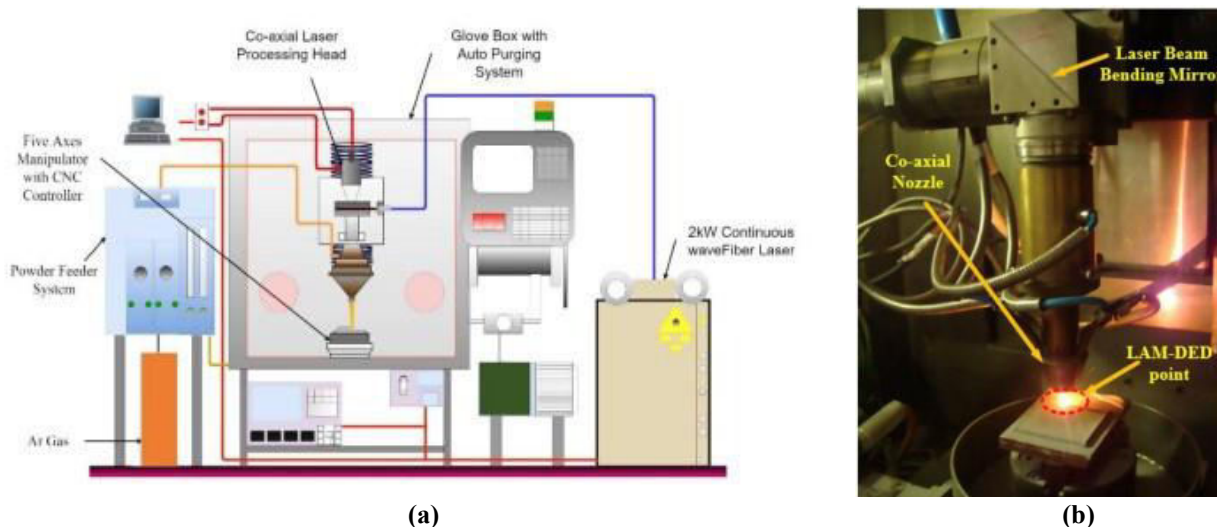 Co-axial Laser
Processing Head
Glove Box with
Auto Purging
System
Five Axes
Manipulator
with CNC
Controller
Powder Feeder
System
2kW Continuous
waveFiber Laser
Ar Gas
(a)
Laser Beam
Bending Mirror
Co-axial
Nozzle
LAM-DED
point
(b)